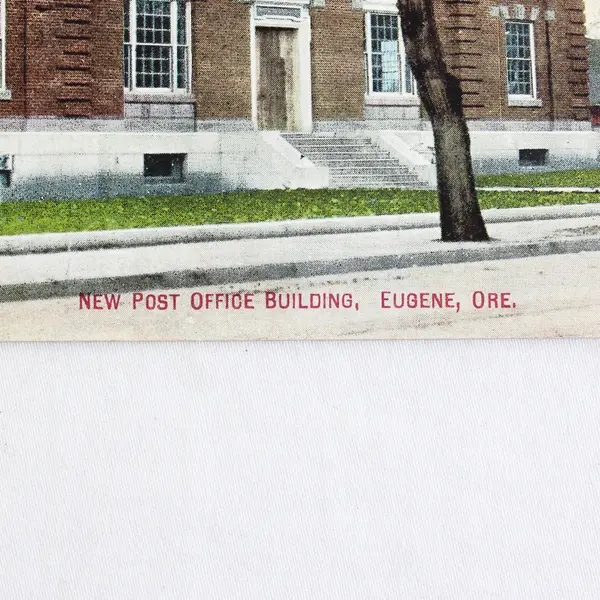 NEW POST OFFICE BUILDING, EUGENE, ORE.